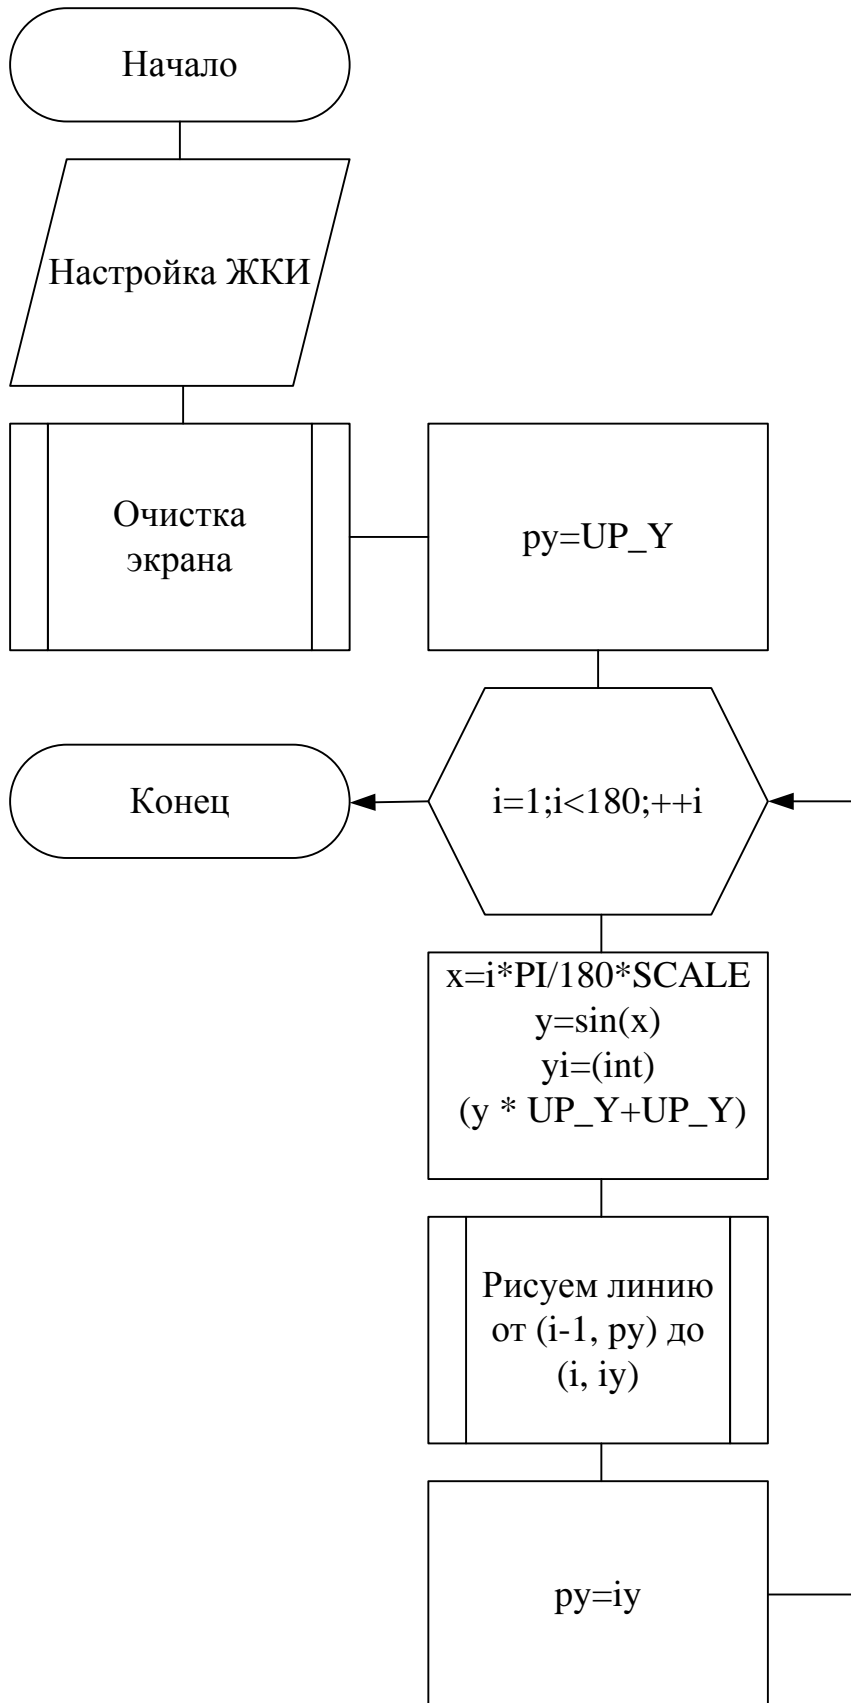 Начало
Настройка ЖКИ
Очистка
экрана
py=UP_Y
Конец
i=1;i<180;++i
x=i*PI/180*SCALE
y=sin(x)
yi=(int)
(y * UP_Y+UP_Y)
Рисуем линию
от (i-1, py) до
(i, iy)
py=iy